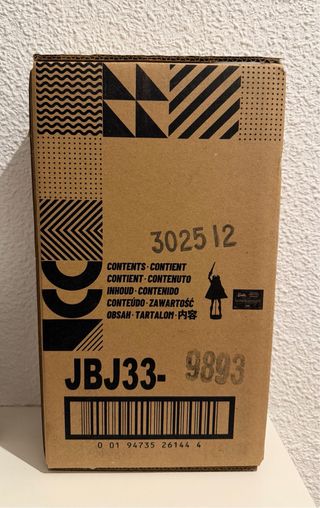 302512
CONTENTS · CONTIENT
CONTIENT · CONTENUTO
INHOUD · CONTENIDO
CONTEÚDO · ZAWARTOŚĆ
OBSAH · TARTALOM · 内容
JBJ33-
9893
0 01 94735 26144 4